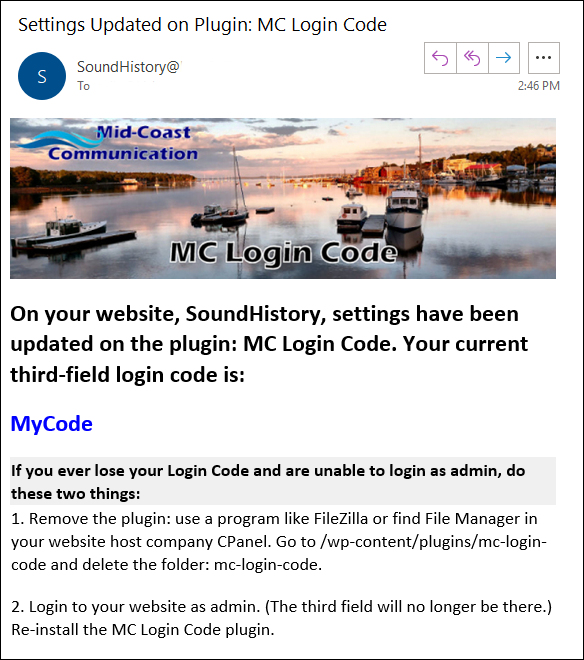 Settings Updated on Plugin: MC Login Code
S
SoundHistory@
To
2:46 PM
Mid-Coast
Communication
MC Login Code
On your website, SoundHistory, settings have been
updated on the plugin: MC Login Code. Your current
third-field login code is:
MyCode
If you ever lose your Login Code and are unable to login as admin, do
these two things:
1. Remove the plugin: use a program like FileZilla or find File Manager in
your website host company CPanel. Go to /wp-content/plugins/mc-login-
code and delete the folder: mc-login-code.
2. Login to your website as admin. (The third field will no longer be there.)
Re-install the MC Login Code plugin.